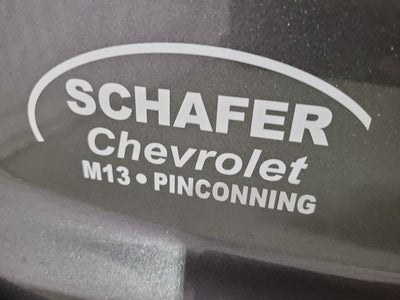 SCHAFER
Chevrolet
M13 • PINCONNING